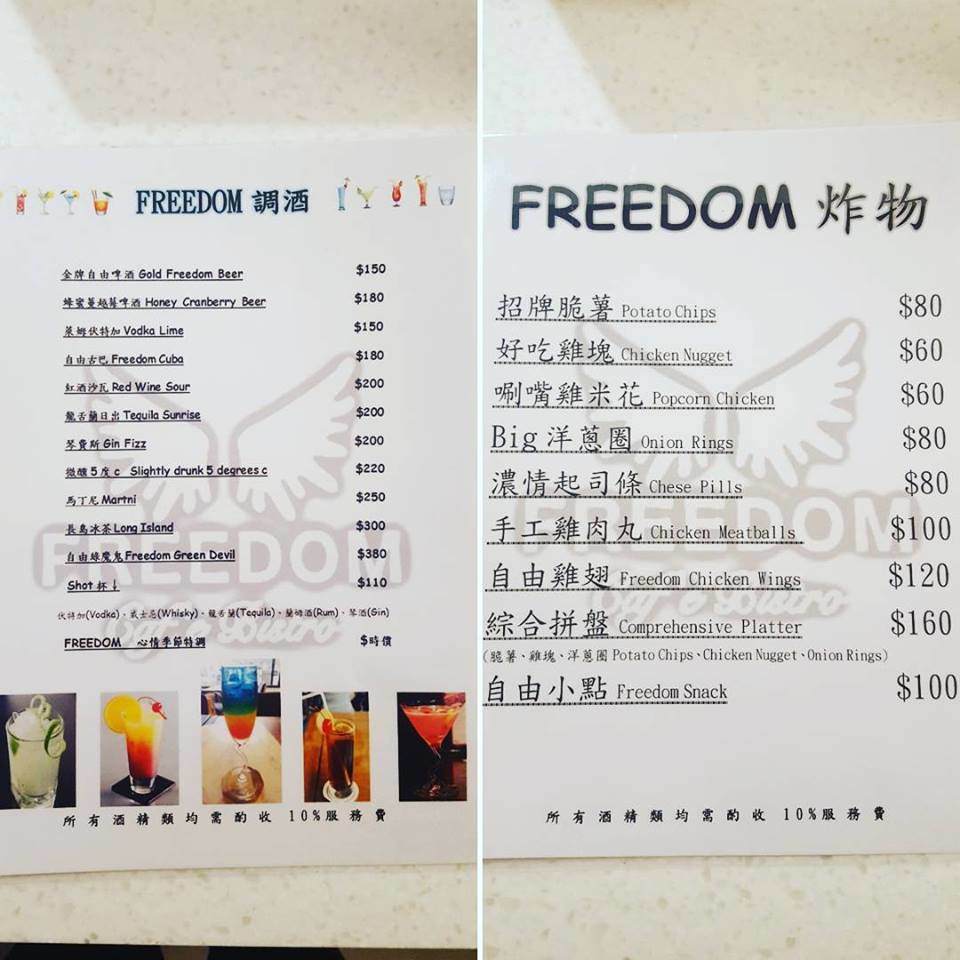 FREEDOM 調酒
金牌自由啤酒 Gold Freedom Beer $150
蜂蜜蔓越莓啤酒 Honey Cranberry Beer $180
萊姆伏特加 Vodka Lime $150
自由古巴 Freedom Cuba $180
紅酒沙瓦 Red Wine Sour $200
龍舌蘭日出 Tequila Sunrise $200
琴費斯 Gin Fizz $200
微醺5度c Slightly drunk 5 degrees c $220
馬丁尼 Martni $250
長島冰茶 Long Island $300
自由綠魔鬼 Freedom Green Devil $380
Shot 杯↓ $110
伏特加(Vodka)、威士忌(Whisky)、龍舌蘭(Tequila)、蘭姆酒(Rum)、琴酒(Gin)
FREEDOM 心情季節特調 $時價
所有酒精類均需酌收 10%服務費
FREEDOM
Bar & Bistro
FREEDOM 炸物
招牌脆薯 Potato Chips $80
好吃雞塊 Chicken Nugget $60
唰嘴雞米花 Popcorn Chicken $60
Big 洋蔥圈 Onion Rings $80
濃情起司條 Chese Pills $80
手工雞肉丸 Chicken Meatballs $100
自由雞翅 Freedom Chicken Wings $120
綜合拼盤 Comprehensive Platter $160
(脆薯、雞塊、洋蔥圈 Potato Chips、Chicken Nugget、Onion Rings)
自由小點 Freedom Snack $100
所有酒精類均需酌收 10%服務費
FREEDOM
Bar & Bistro